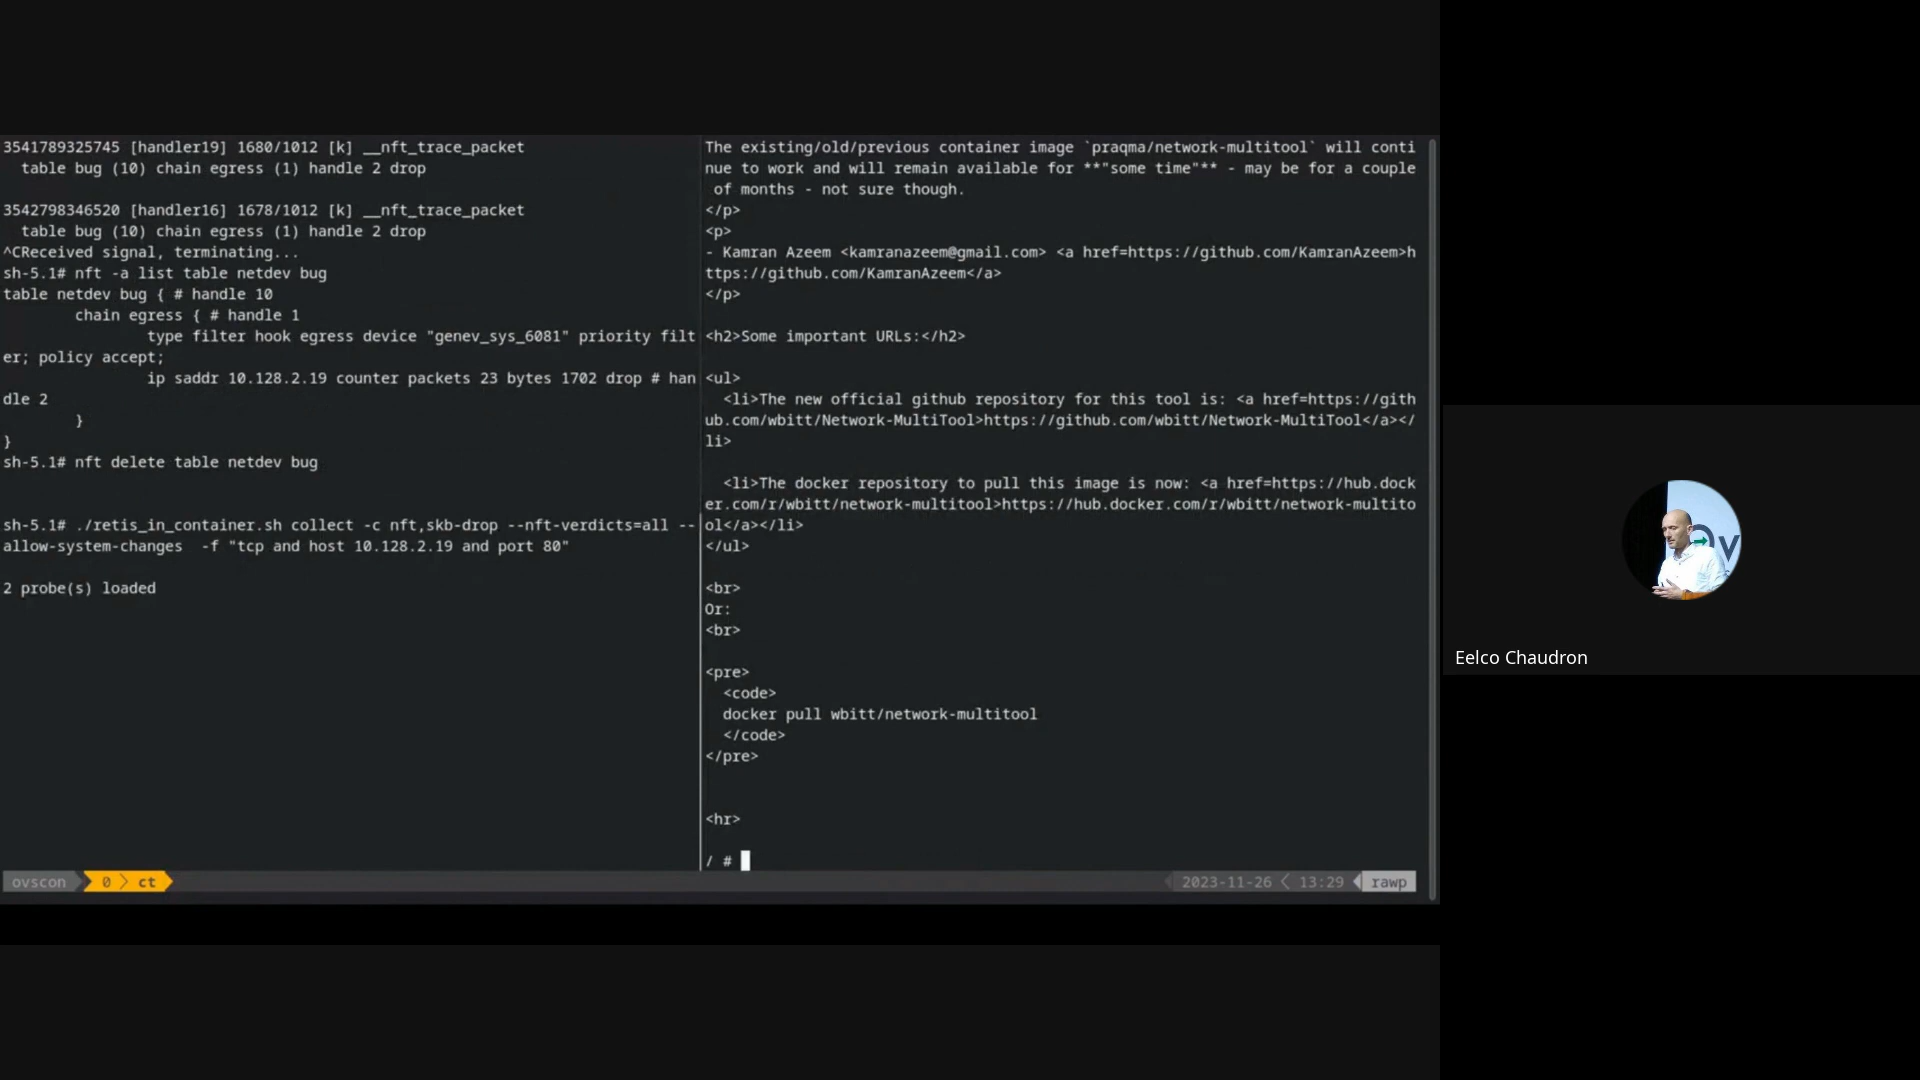 3541789325745 [handler19] 1680/1012 [k] __nft_trace_packet
  table bug (10) chain egress (1) handle 2 drop
3542798346520 [handler16] 1678/1012 [k] __nft_trace_packet
  table bug (10) chain egress (1) handle 2 drop
^CReceived signal, terminating...
sh-5.1# nft -a list table netdev bug
table netdev bug { # handle 10
        chain egress { # handle 1
                type filter hook egress device "genev_sys_6081" priority filt
er; policy accept;
                ip saddr 10.128.2.19 counter packets 23 bytes 1702 drop # han
dle 2
        }
}
sh-5.1# nft delete table netdev bug
sh-5.1# ./retis_in_container.sh collect -c nft,skb-drop --nft-verdicts=all --
allow-system-changes  -f "tcp and host 10.128.2.19 and port 80"
2 probe(s) loaded
The existing/old/previous container image `praqma/network-multitool` will conti
nue to work and will remain available for **"some time"** - may be for a couple
 of months - not sure though.
</p>
<p>
- Kamran Azeem <kamranazeem@gmail.com> <a href=https://github.com/KamranAzeem>h
ttps://github.com/KamranAzeem</a>
</p>
<h2>Some important URLs:</h2>
<ul>
  <li>The new official github repository for this tool is: <a href=https://gith
ub.com/wbitt/Network-MultiTool>https://github.com/wbitt/Network-MultiTool</a></
li>
  <li>The docker repository to pull this image is now: <a href=https://hub.dock
er.com/r/wbitt/network-multitool>https://hub.docker.com/r/wbitt/network-multito
ol</a></li>
</ul>
<br>
Or:
<br>
<pre>
  <code>
  docker pull wbitt/network-multitool
  </code>
</pre>
<hr>
/ #
ovscon 0 ct 2023-11-26 13:29 rawp
Eelco Chaudron